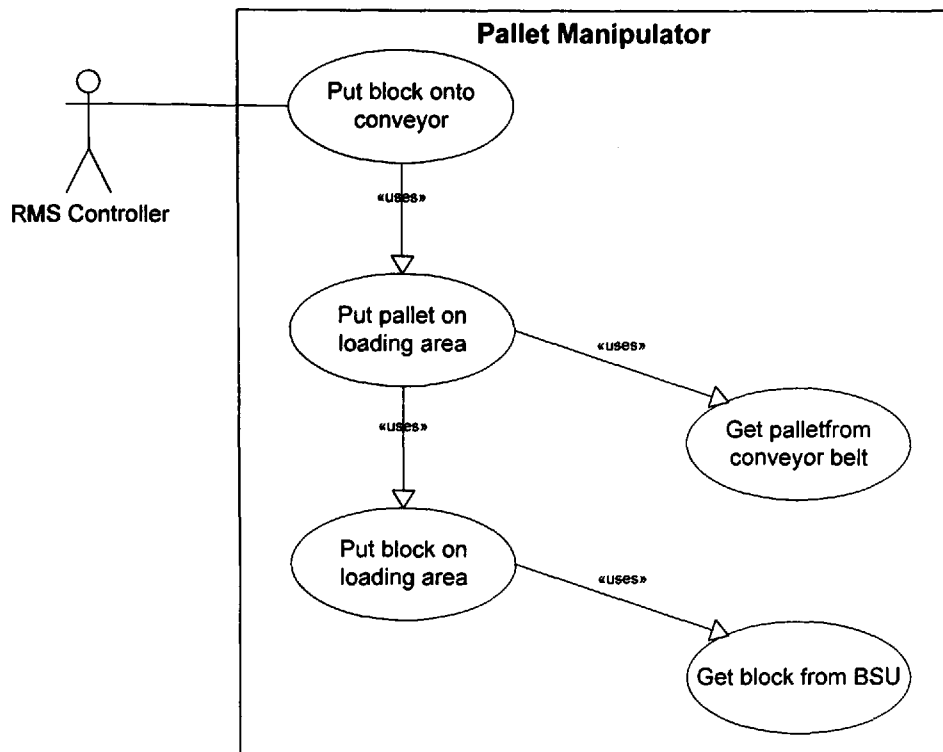 Pallet Manipulator
Put block onto
conveyor
RMS Controller
«uses»
Put pallet on
loading area
«uses»
«uses»
Get palletfrom
conveyor belt
Put block on
loading area
«uses»
Get block from BSU